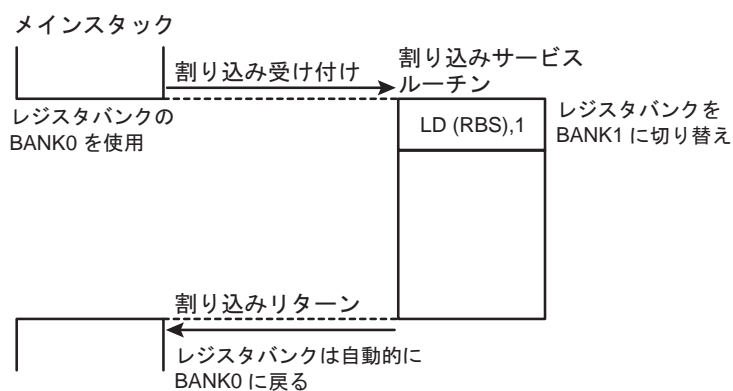 メインスタック
割り込み受け付け
割り込みサービス
ルーチン
レジスタバンクの
BANK0 を使用
LD (RBS),1
レジスタバンクを
BANK1 に切り替え
割り込みリターン
レジスタバンクは自動的に
BANK0 に戻る